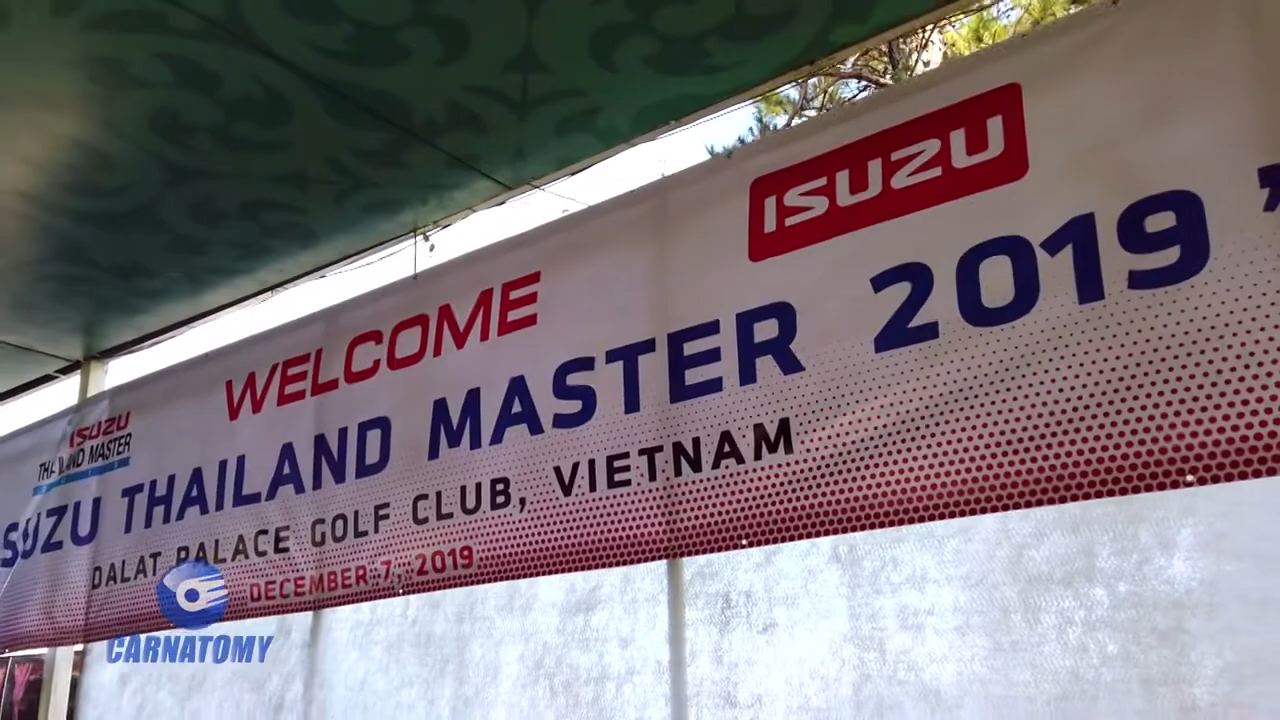 ISUZU
WELCOME
ISUZU
THAILAND MASTER
SUZU THAILAND MASTER 2019 "
DALAT PALACE GOLF CLUB, VIETNAM
DECEMBER 7, 2019
CARNATOMY